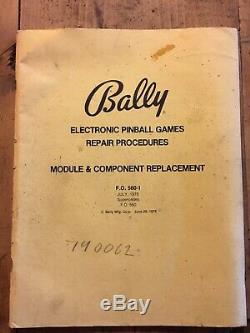 Bally
ELECTRONIC PINBALL GAMES
REPAIR PROCEDURES
MODULE & COMPONENT REPLACEMENT
F.O. 560-1
JULY, 1978
Supersedes
F.O. 560
© Bally Mfg. Corp. June 29, 1978
190062